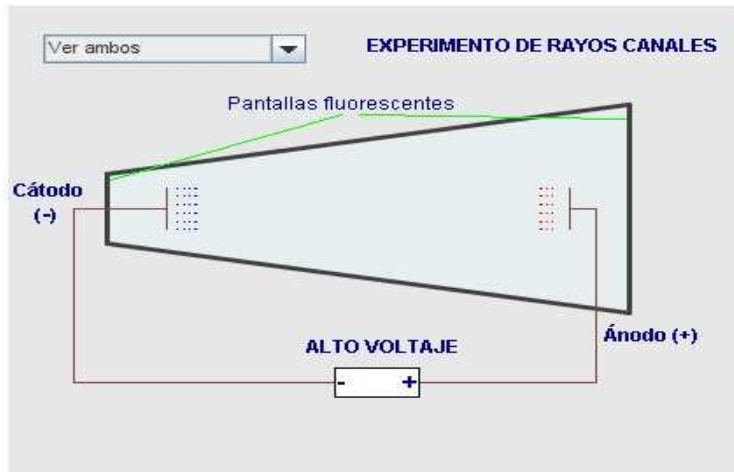 Ver ambos
EXPERIMENTO DE RAYOS CANALES
Pantallas fluorescentes
Cátodo
(-)
Ánodo (+)
ALTO VOLTAJE
- +